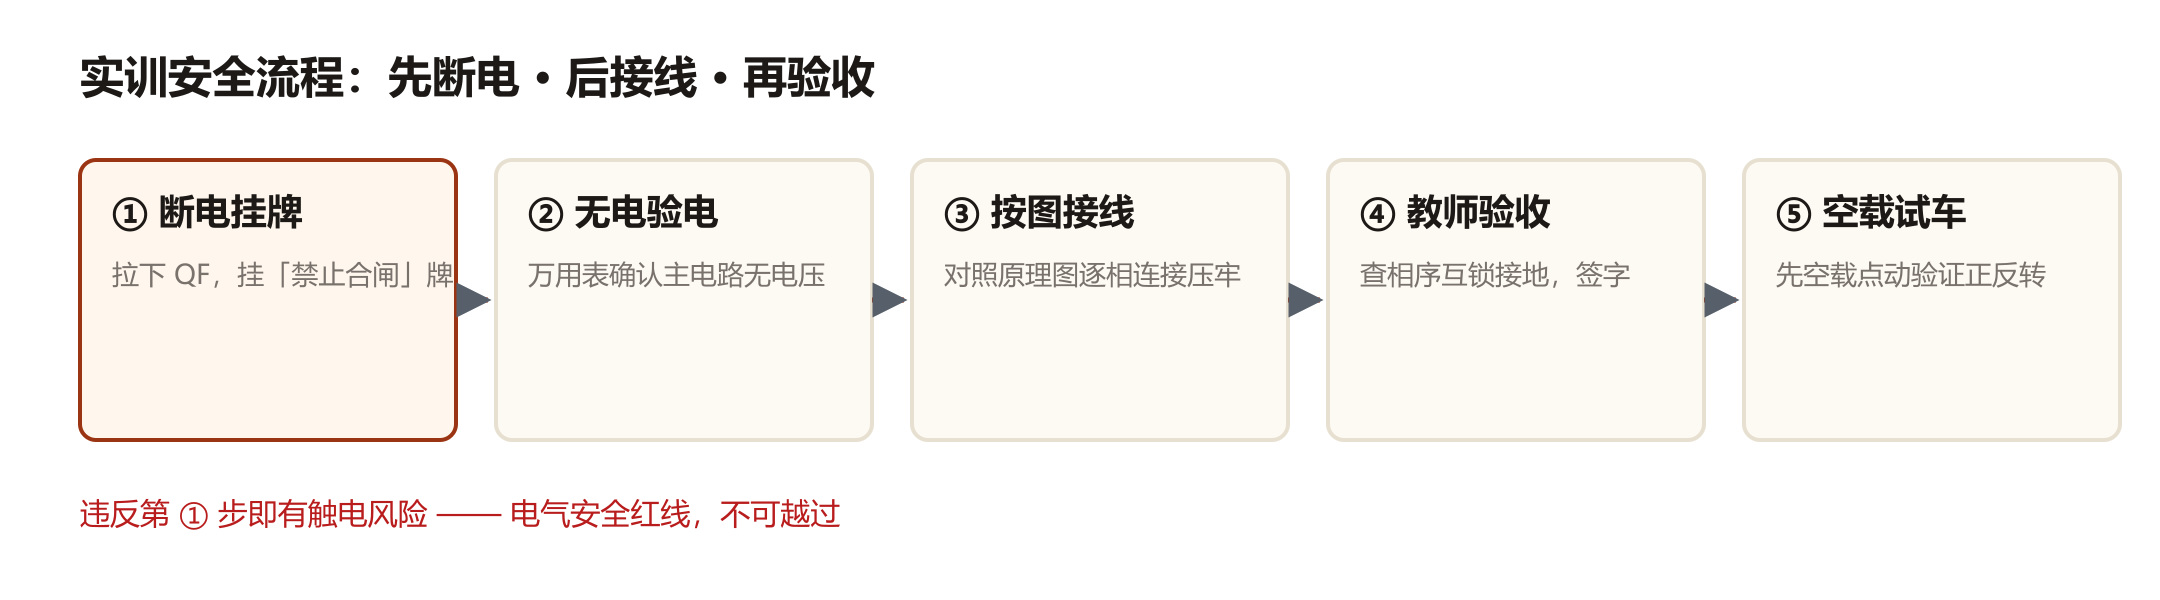 实训安全流程：先断电・后接线・再验收
① 断电挂牌
拉下 QF，挂「禁止合闸」牌
② 无电验电
万用表确认主电路无电压
③ 按图接线
对照原理图逐相连接压牢
④ 教师验收
查相序互锁接地，签字
⑤ 空载试车
先空载点动验证正反转
违反第 ① 步即有触电风险 —— 电气安全红线，不可越过